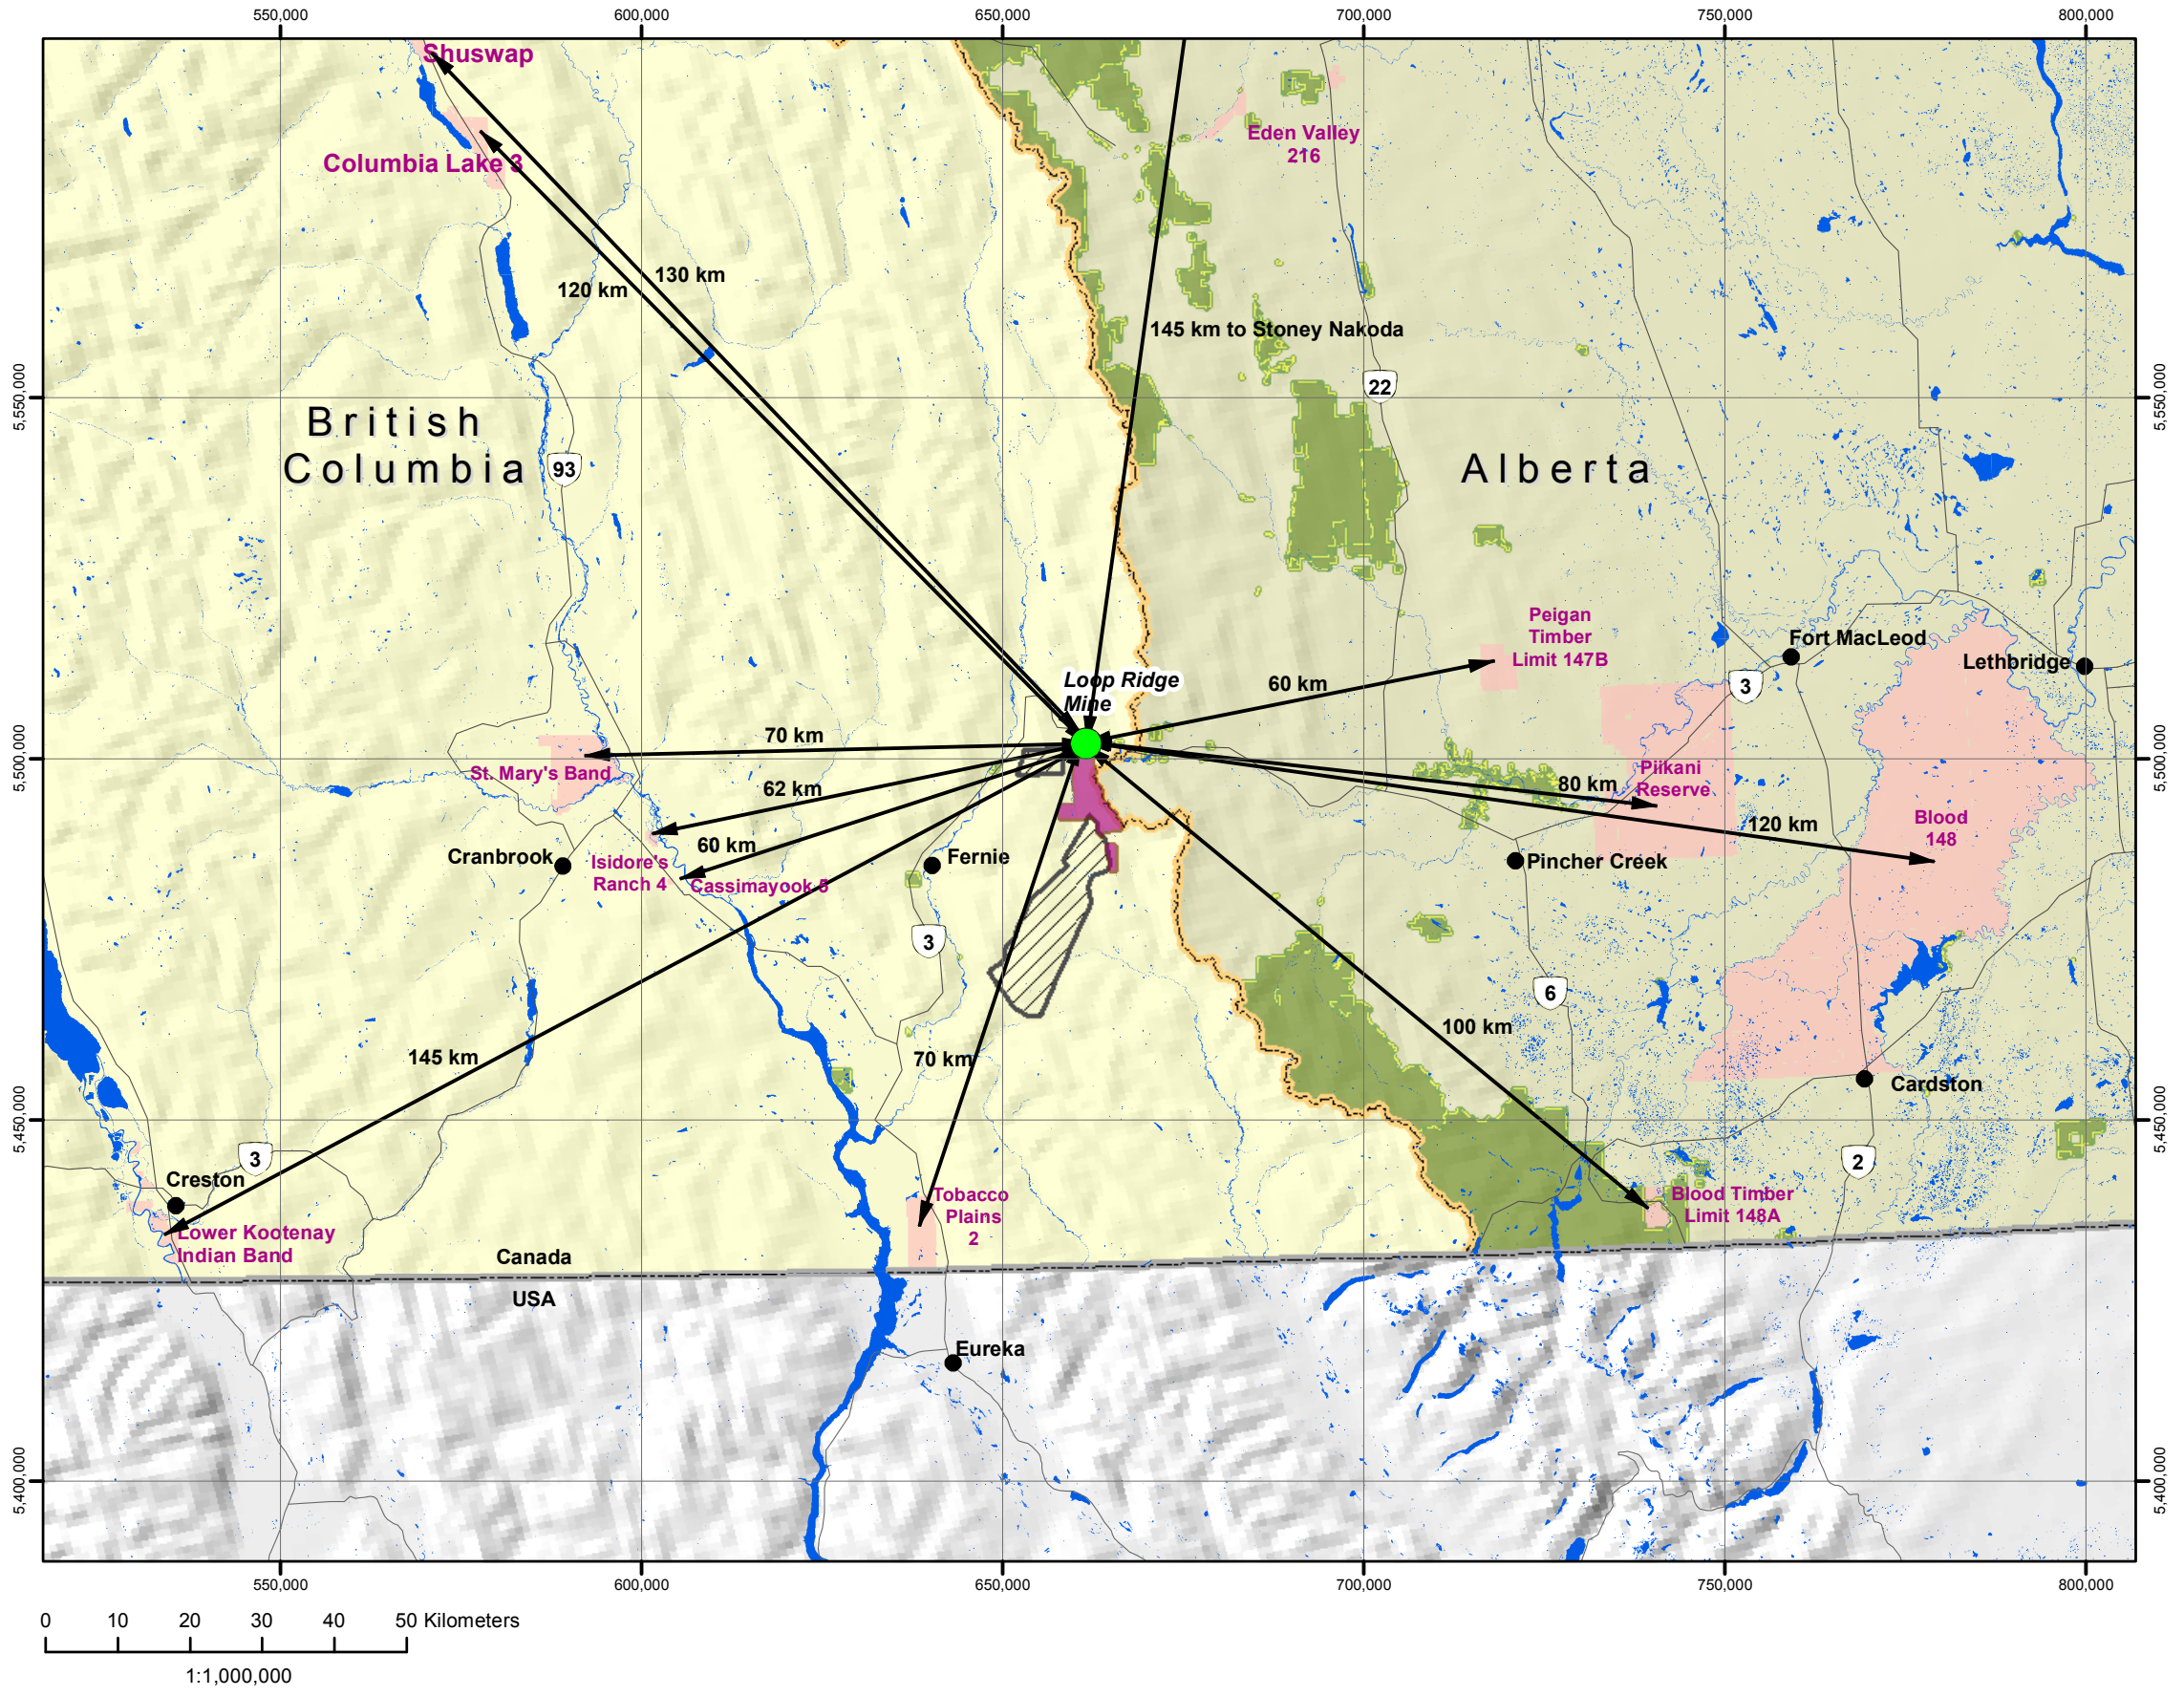 550,000
600,000
650,000
700,000
750,000
800,000
Shuswap
Columbia Lake 3
Eden Valley
216
130 km
120 km
145 km to Stoney Nakoda
22
5,550,000
5,550,000
British
Columbia
93
Alberta
Peigan
Timber
Limit 147B
Fort MacLeod
Lethbridge
3
Loop Ridge
Mine
60 km
70 km
St. Mary's Band
62 km
60 km
5,500,000
5,500,000
Piikani
Reserve
80 km
120 km
Blood
148
Cranbrook
Isidore's
Ranch 4
Cassimayook 5
Fernie
Pincher Creek
3
6
145 km
70 km
100 km
Cardston
5,450,000
5,450,000
3
2
Creston
Lower Kootenay
Indian Band
Tobacco
Plains
2
Blood Timber
Limit 148A
Canada
USA
Eureka
5,400,000
5,400,000
550,000
600,000
650,000
700,000
750,000
800,000
0 10 20 30 40 50 Kilometers
1:1,000,000